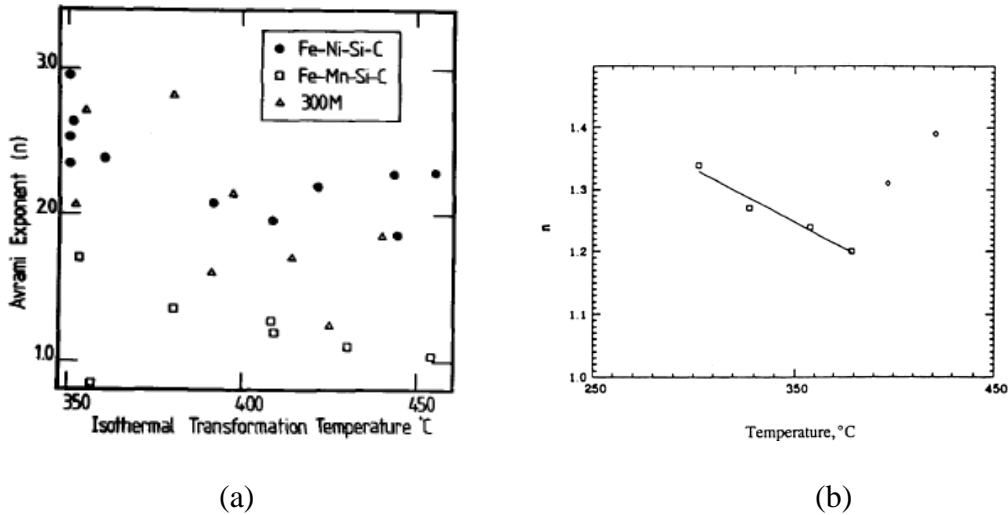 Fe-Ni-Si-C
Fe-Mn-Si-C
300M
3.0
2.0
1.0
Avrami Exponent (n)
350
400
450
Isothermal Transformation Temperature °C
(a)
1.4
1.3
1.2
1.1
1.0
n
250
350
450
Temperature, °C
(b)